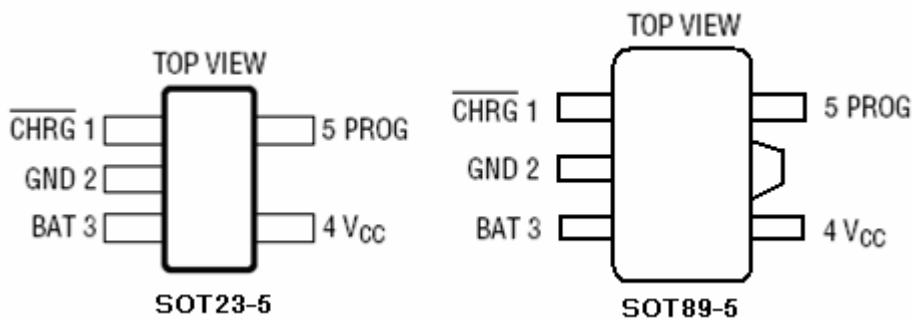 TOP VIEW
CHRG 1
5 PROG
GND 2
BAT 3
4 VCC
SOT23-5
TOP VIEW
CHRG 1
5 PROG
GND 2
BAT 3
4 VCC
SOT89-5